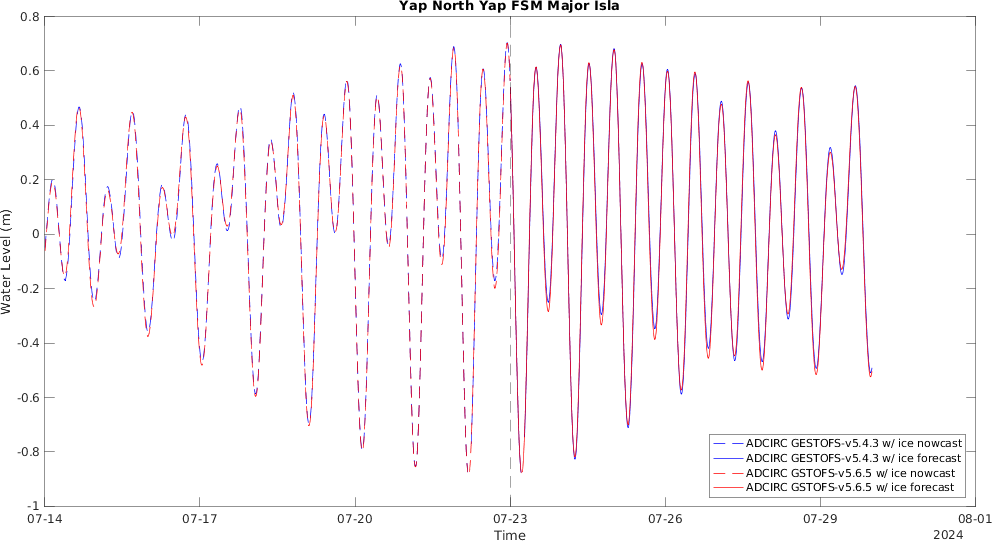 Yap North Yap FSM Major Isla
0.8
0.6
0.4
0.2
0
-0.2
-0.4
-0.6
-0.8
-1
Water Level (m)
07-14 07-17 07-20 07-23 07-26 07-29 08-01
Time
2024
ADCIRC GESTOFS-v5.4.3 w/ ice nowcast
ADCIRC GESTOFS-v5.4.3 w/ ice forecast
ADCIRC GSTOFS-v5.6.5 w/ ice nowcast
ADCIRC GSTOFS-v5.6.5 w/ ice forecast